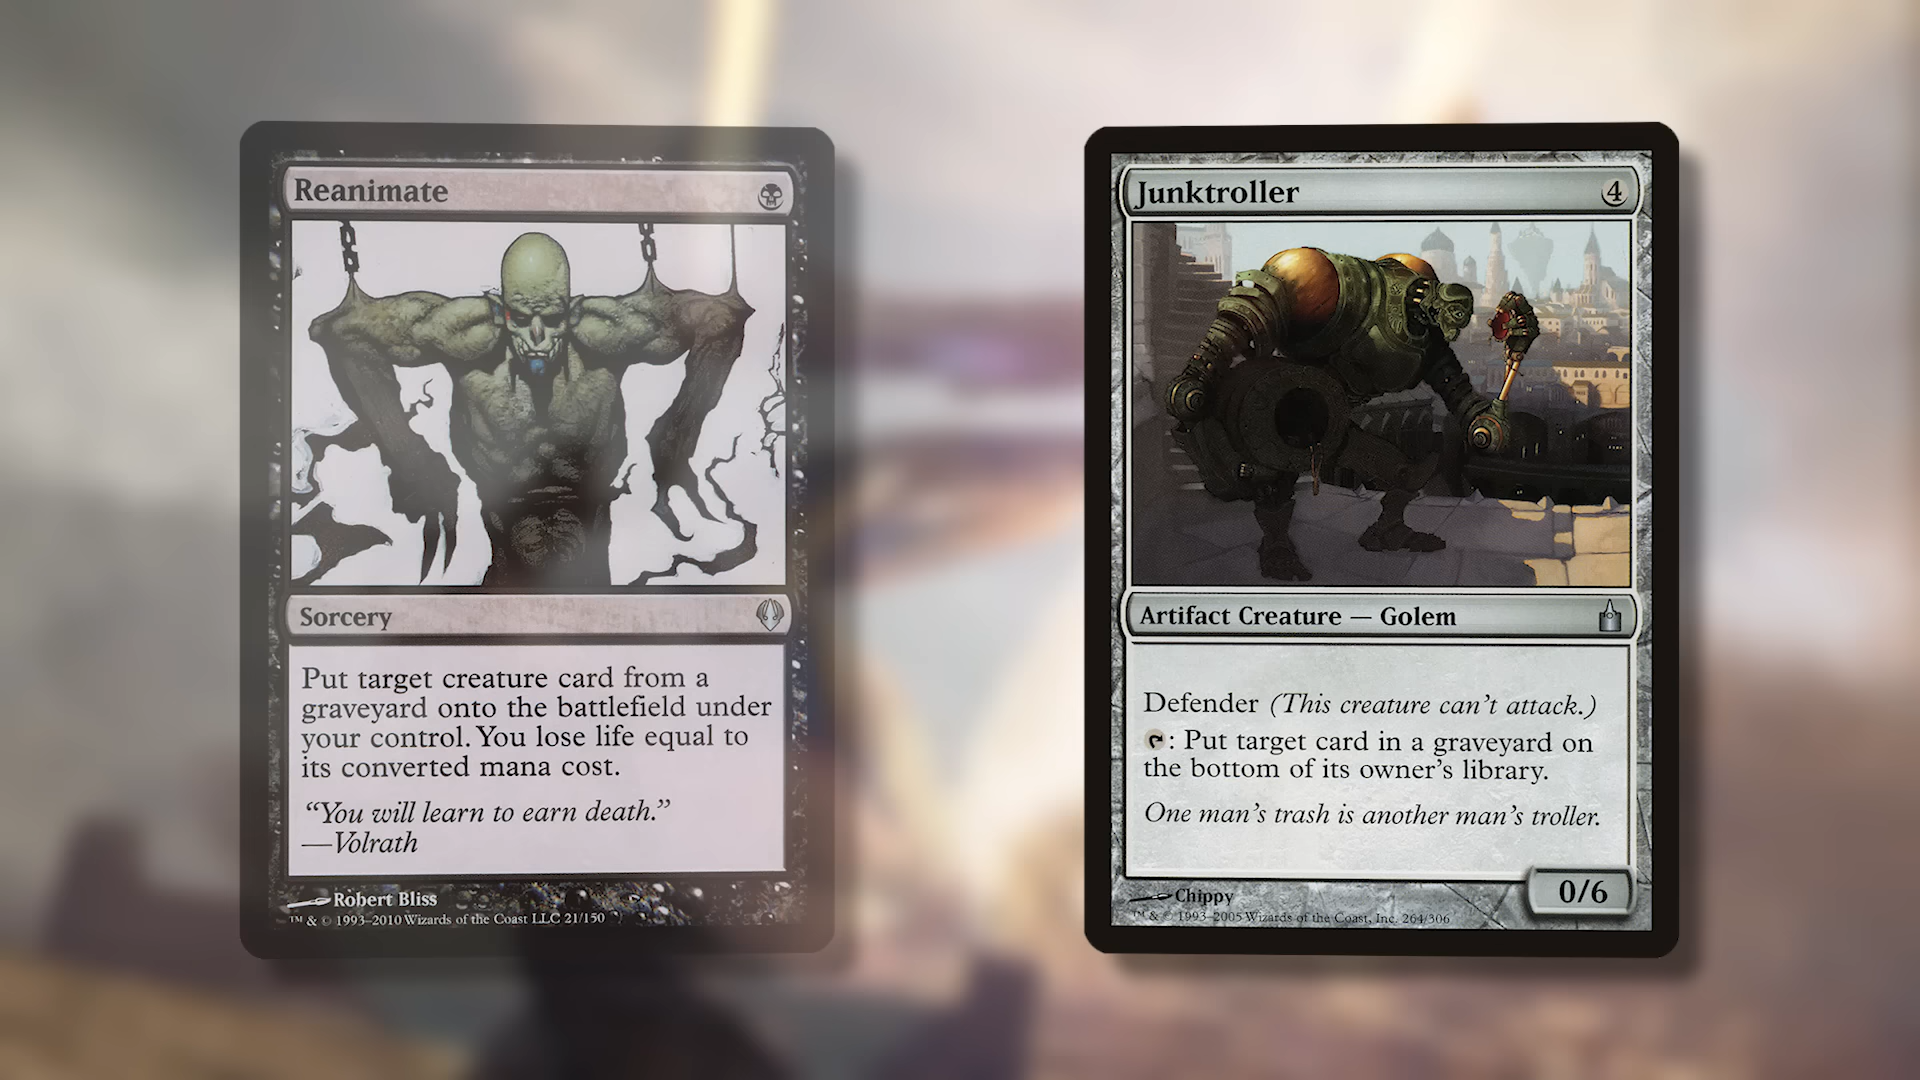 Reanimate
Sorcery
Put target creature card from a
graveyard onto the battlefield under
your control. You lose life equal to
its converted mana cost.
“You will learn to earn death.”
—Volrath
Robert Bliss
™ & © 1993–2010 Wizards of the Coast LLC 21/150
Junktroller
4
Artifact Creature — Golem
Defender (This creature can’t attack.)
: Put target card in a graveyard on
the bottom of its owner’s library.
One man’s trash is another man’s troller.
0/6
Chippy
™ & © 1993–2005 Wizards of the Coast, Inc. 264/306